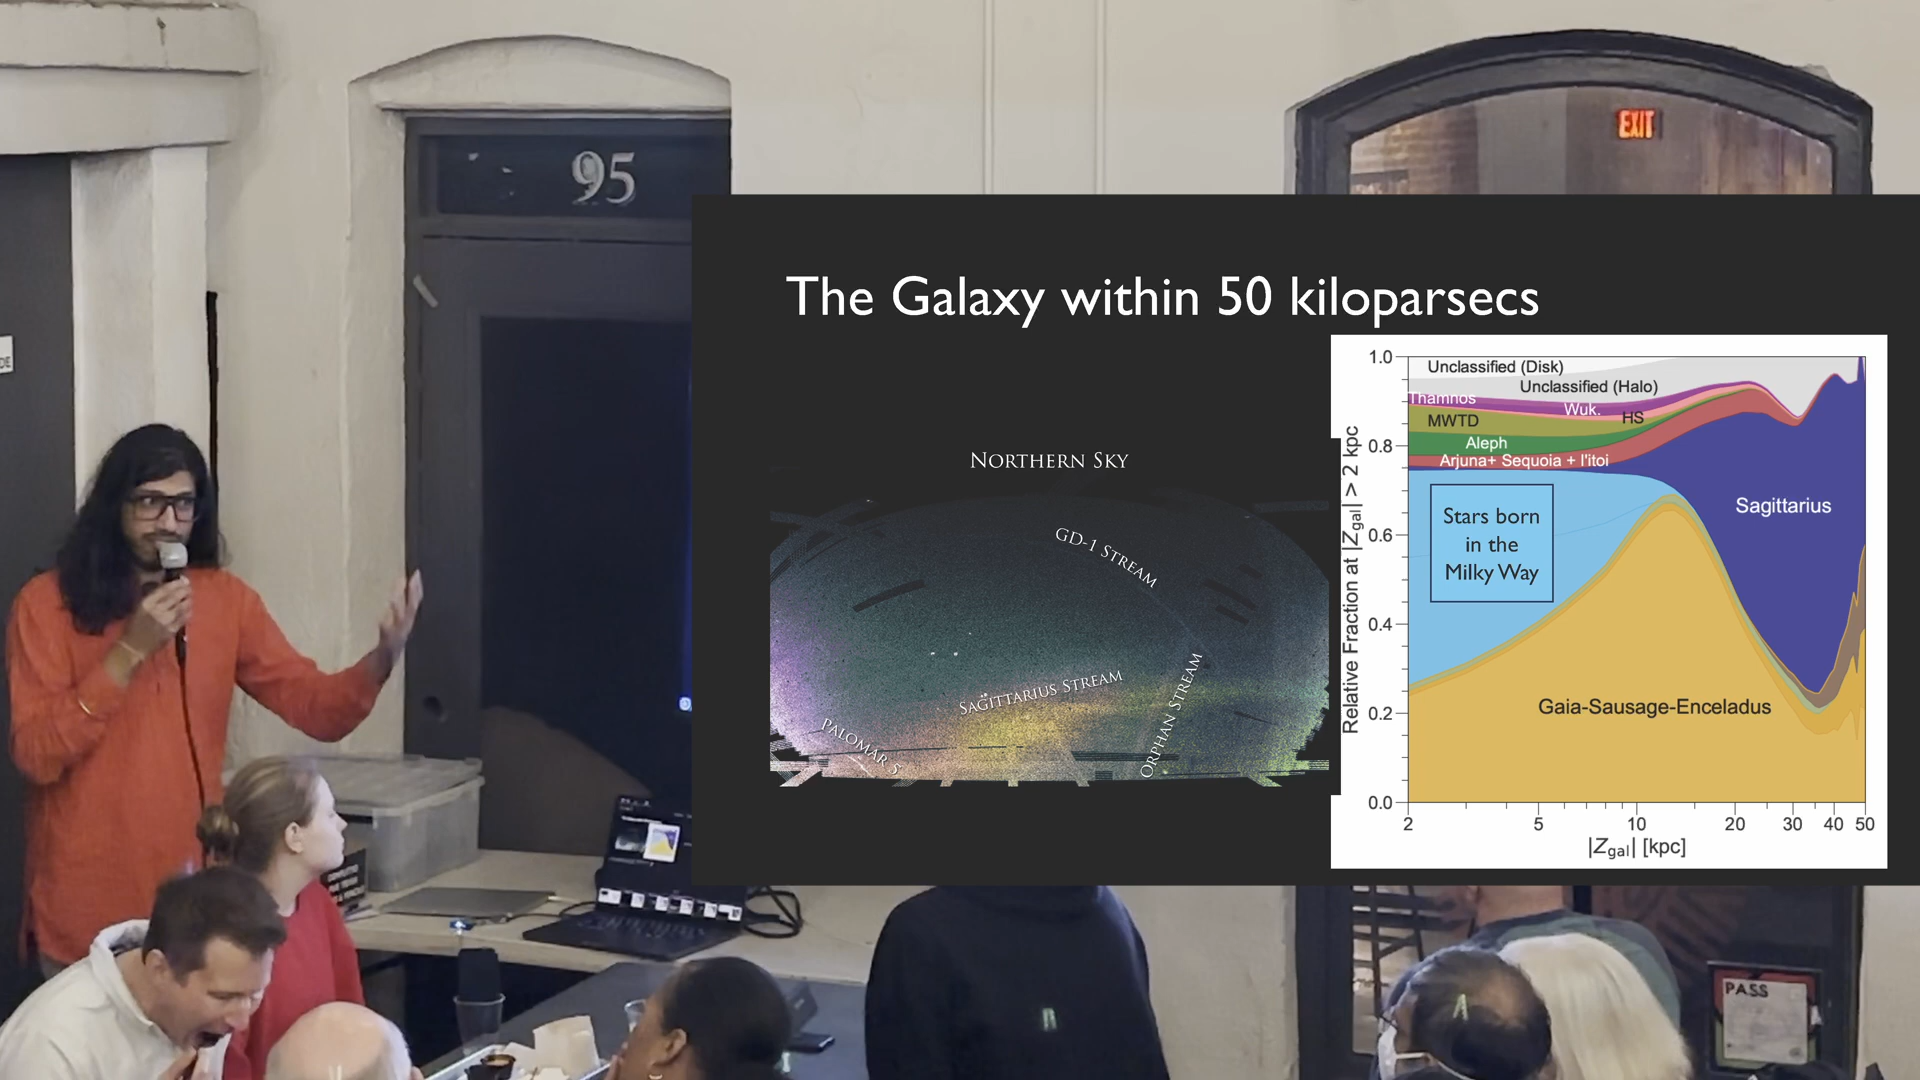 95
EXIT
DE
The Galaxy within 50 kiloparsecs
NORTHERN SKY
GD-1 STREAM
SAGITTARIUS STREAM
ORPHAN STREAM
PALOMAR 5
Relative Fraction at |Zgal| > 2 kpc
1.0
0.8
0.6
0.4
0.2
0.0
Unclassified (Disk)
Unclassified (Halo)
Thamnos
Wuk.
HS
MWTD
Aleph
Arjuna+ Sequoia + I'itoi
Stars born
in the
Milky Way
Sagittarius
Gaia-Sausage-Enceladus
2 5 10 20 30 40 50
|Zgal| [kpc]
PASS